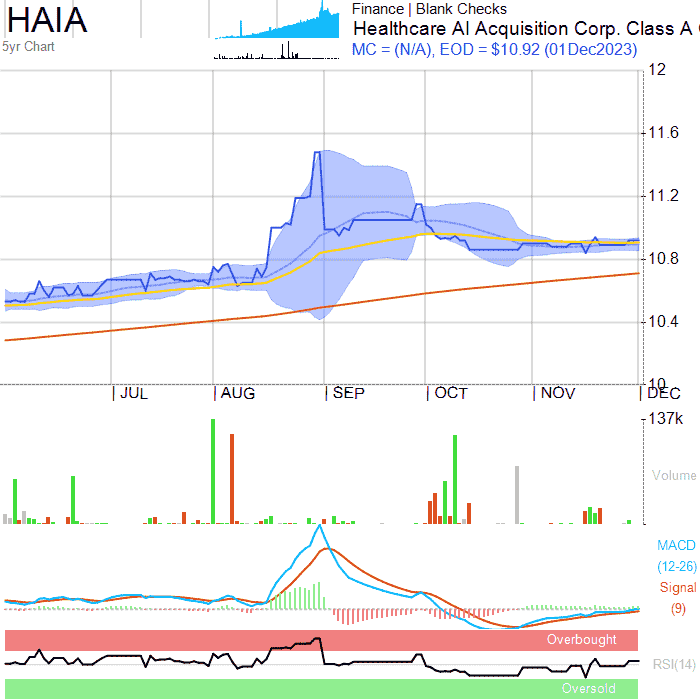 HAIA
5yr Chart
Finance | Blank Checks
Healthcare AI Acquisition Corp. Class A
MC = (N/A), EOD = $10.92 (01Dec2023)
12
11.6
11.2
10.8
10.4
10
JUL AUG SEP OCT NOV DEC
137k
Volume
MACD
(12-26)
Signal
(9)
Overbought
RSI(14)
Oversold